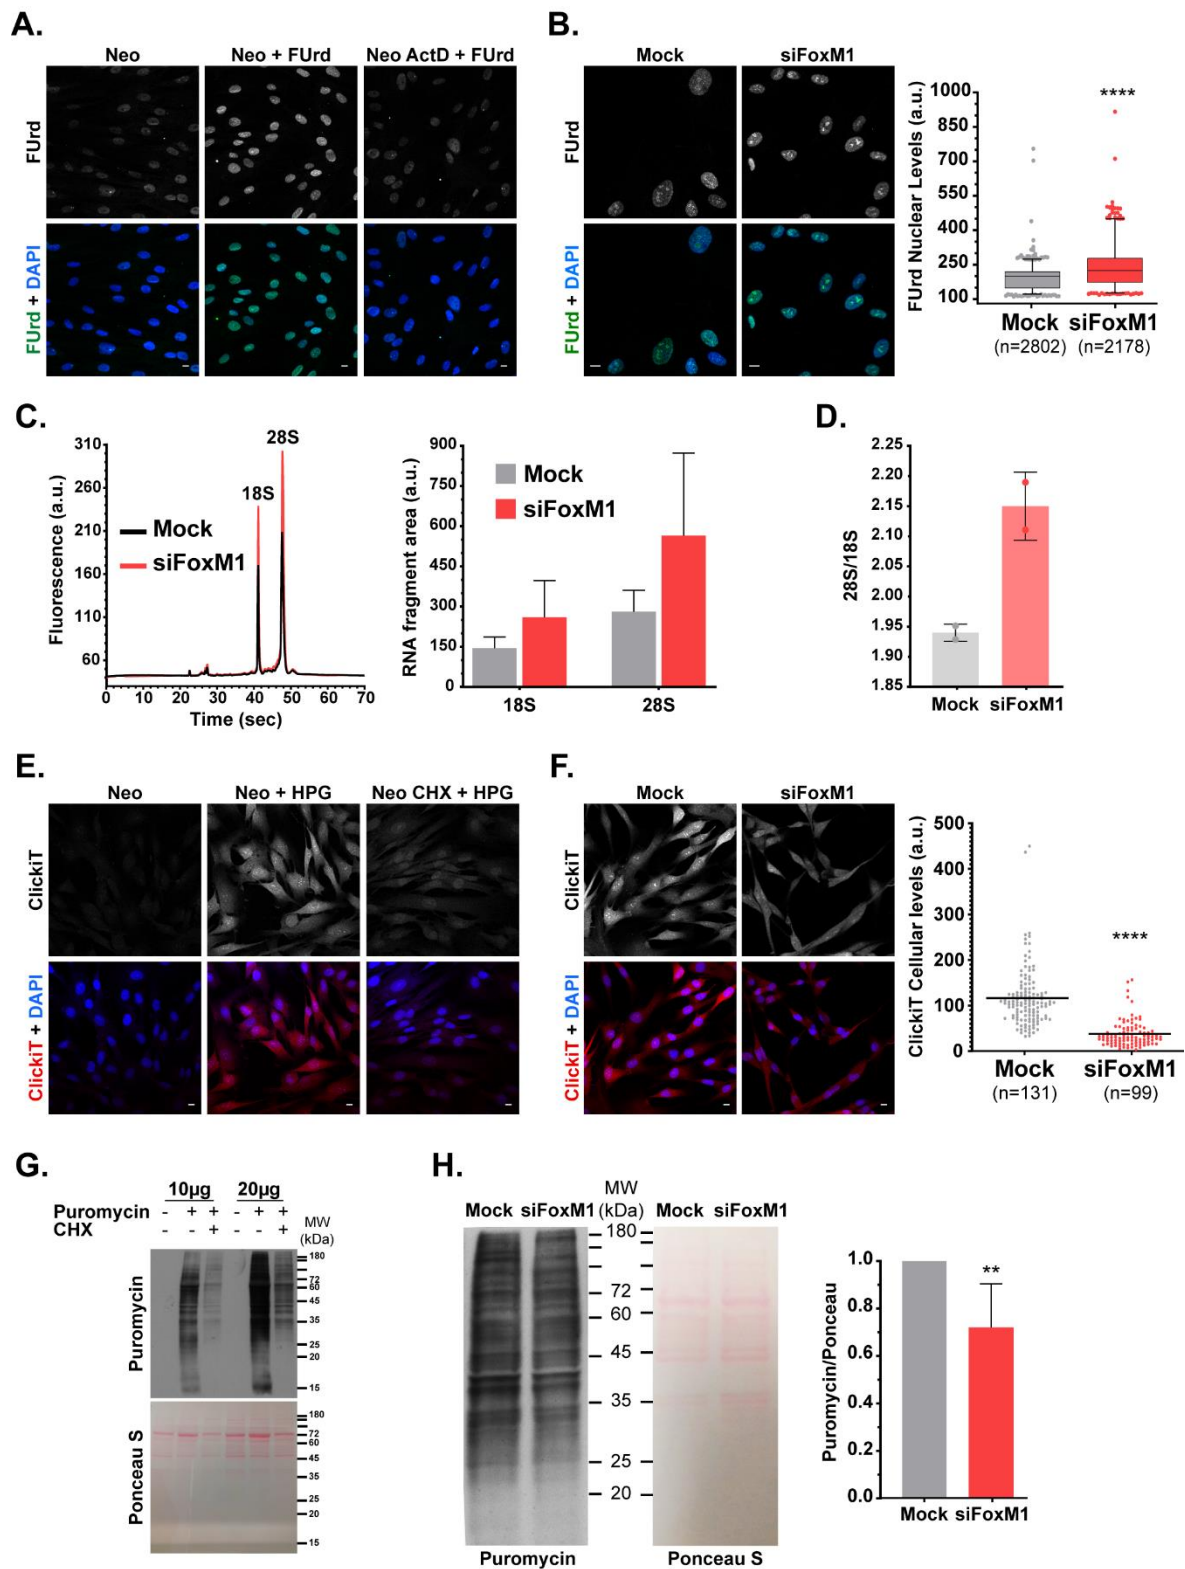 A.
Neo
Neo + FUrd
Neo ActD + FUrd
FUrd
FUrd + DAPI
B.
Mock
siFoxM1
FUrd
FUrd + DAPI
FUrd Nuclear Levels (a.u.)
1000
850
700
550
400
250
100
****
Mock
siFoxM1
(n=2802)
(n=2178)
C.
Fluorescence (a.u.)
310
260
210
160
110
60
28S
18S
Mock
siFoxM1
0 10 20 30 40 50 60 70
Time (sec)
RNA fragment area (a.u.)
900
750
600
450
300
150
0
Mock
siFoxM1
18S
28S
D.
28S/18S
2.25
2.20
2.15
2.10
2.05
2.00
1.95
1.90
1.85
Mock siFoxM1
E.
Neo
Neo + HPG
Neo CHX + HPG
ClickiT
ClickiT + DAPI
F.
Mock
siFoxM1
ClickiT
ClickiT + DAPI
ClickiT Cellular levels (a.u.)
500
400
300
200
100
0
****
Mock
siFoxM1
(n=131)
(n=99)
G.
10µg
20µg
Puromycin - + + - + +
CHX - - + - - +
MW
(kDa)
Puromycin
180
72
60
45
35
25
20
15
Ponceau S
180
72
60
45
35
25
20
15
H.
Mock siFoxM1
MW
(kDa)
Mock siFoxM1
180
72
60
45
35
25
20
Puromycin
Ponceau S
Puromycin/Ponceau
1.0
0.8
0.6
0.4
0.2
0.0
**
Mock siFoxM1